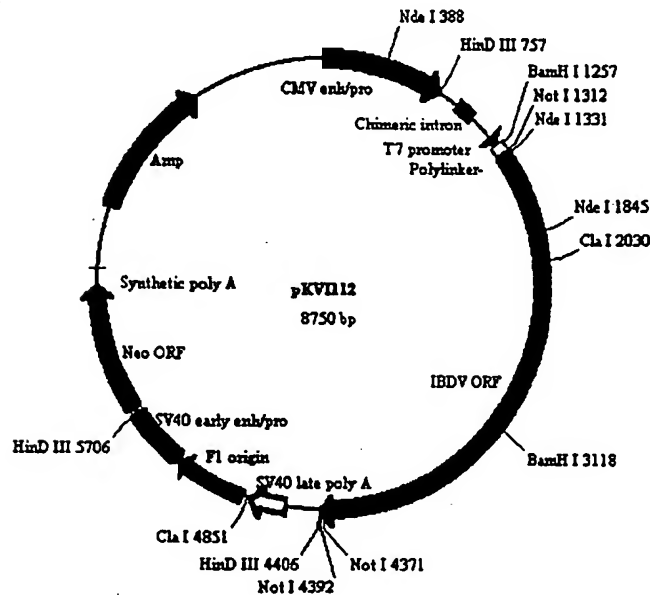 Nde I 388
HinD III 757
CMV enh/pro
BamH I 1257
Not I 1312
Chimeric intron
Nde I 1331
T7 promoter
Polylinker-
Amp
Nde I 1845
Cla I 2030
Synthetic poly A
pKVI112
8750 bp
Neo ORF
IBDV ORF
SV40 early enh/pro
HinD III 5706
BamH I 3118
F1 origin
SV40 late poly A
Cla I 4851
HinD III 4406
Not I 4371
Not I 4392